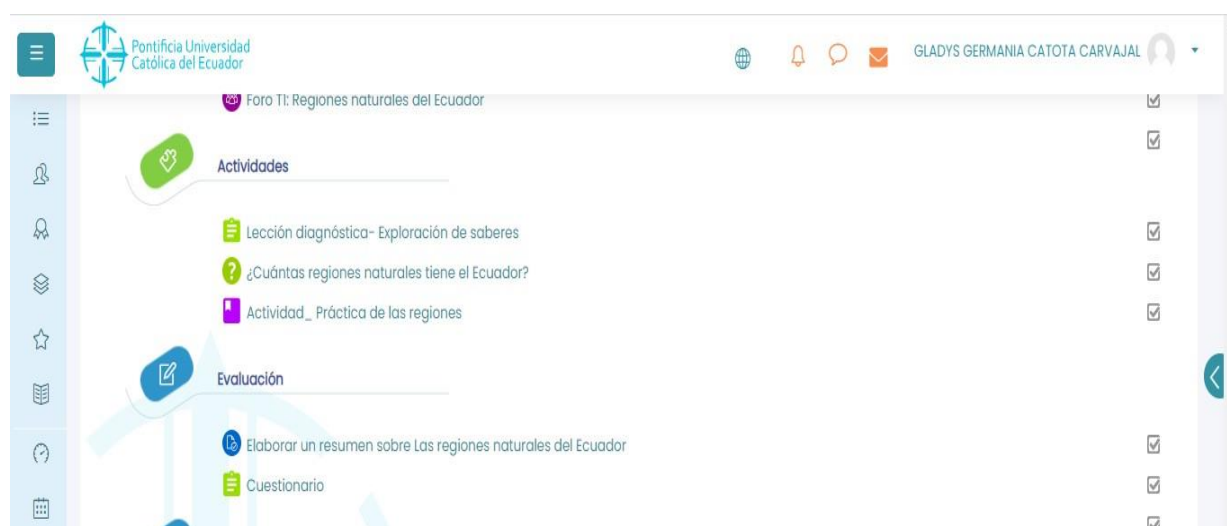 Pontificia Universidad
Católica del Ecuador
GLADYS GERMANIA CATOTA CARVAJAL
Foro TI: Regiones naturales del Ecuador
Actividades
Lección diagnóstica- Exploración de saberes
¿Cuántas regiones naturales tiene el Ecuador?
Actividad_ Práctica de las regiones
Evaluación
Elaborar un resumen sobre Las regiones naturales del Ecuador
Cuestionario